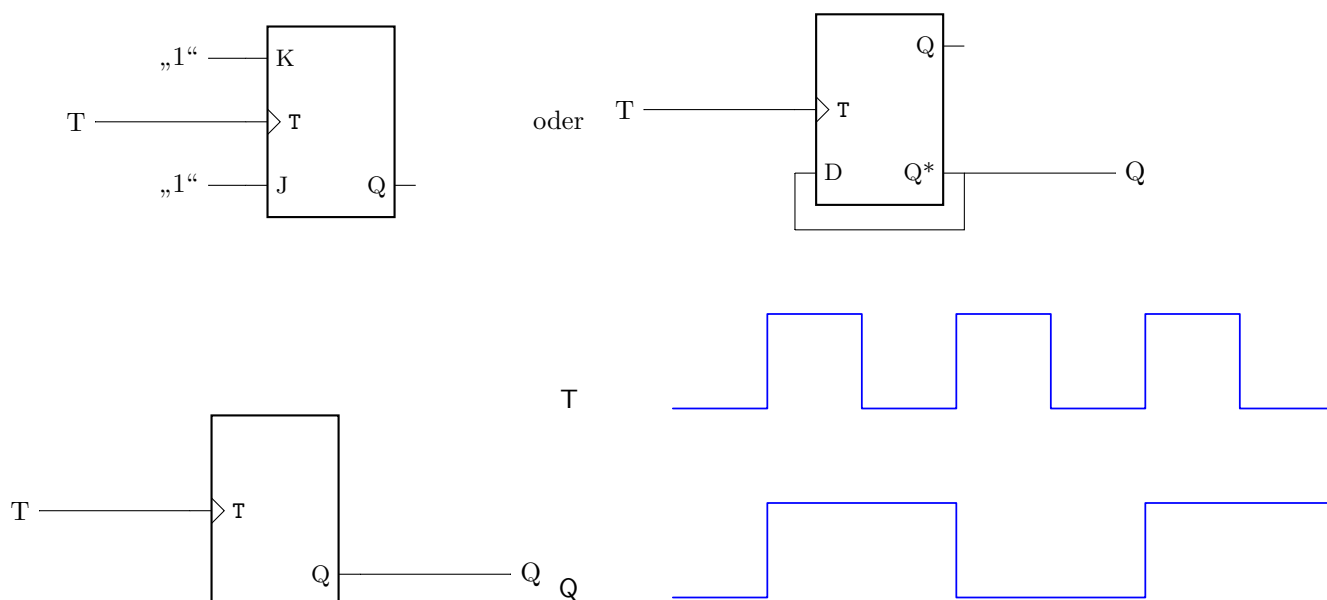 „1“ K
T T
„1“ J Q
oder
Q
T T
D Q* Q
T
T T
Q Q
Q